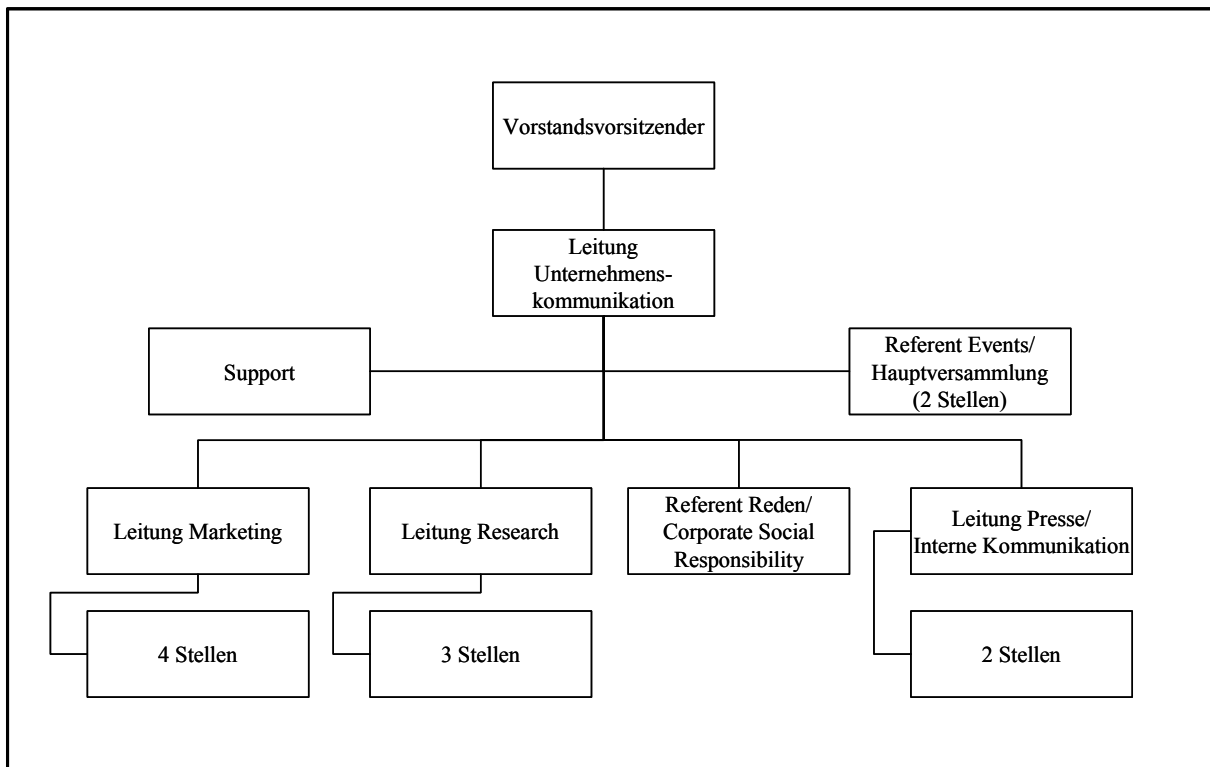 Vorstandsvorsitzender
Leitung
Unternehmens-
kommunikation
Support
Referent Events/
Hauptversammlung
(2 Stellen)
Leitung Marketing
Leitung Research
Referent Reden/
Corporate Social
Responsibility
Leitung Presse/
Interne Kommunikation
4 Stellen
3 Stellen
2 Stellen